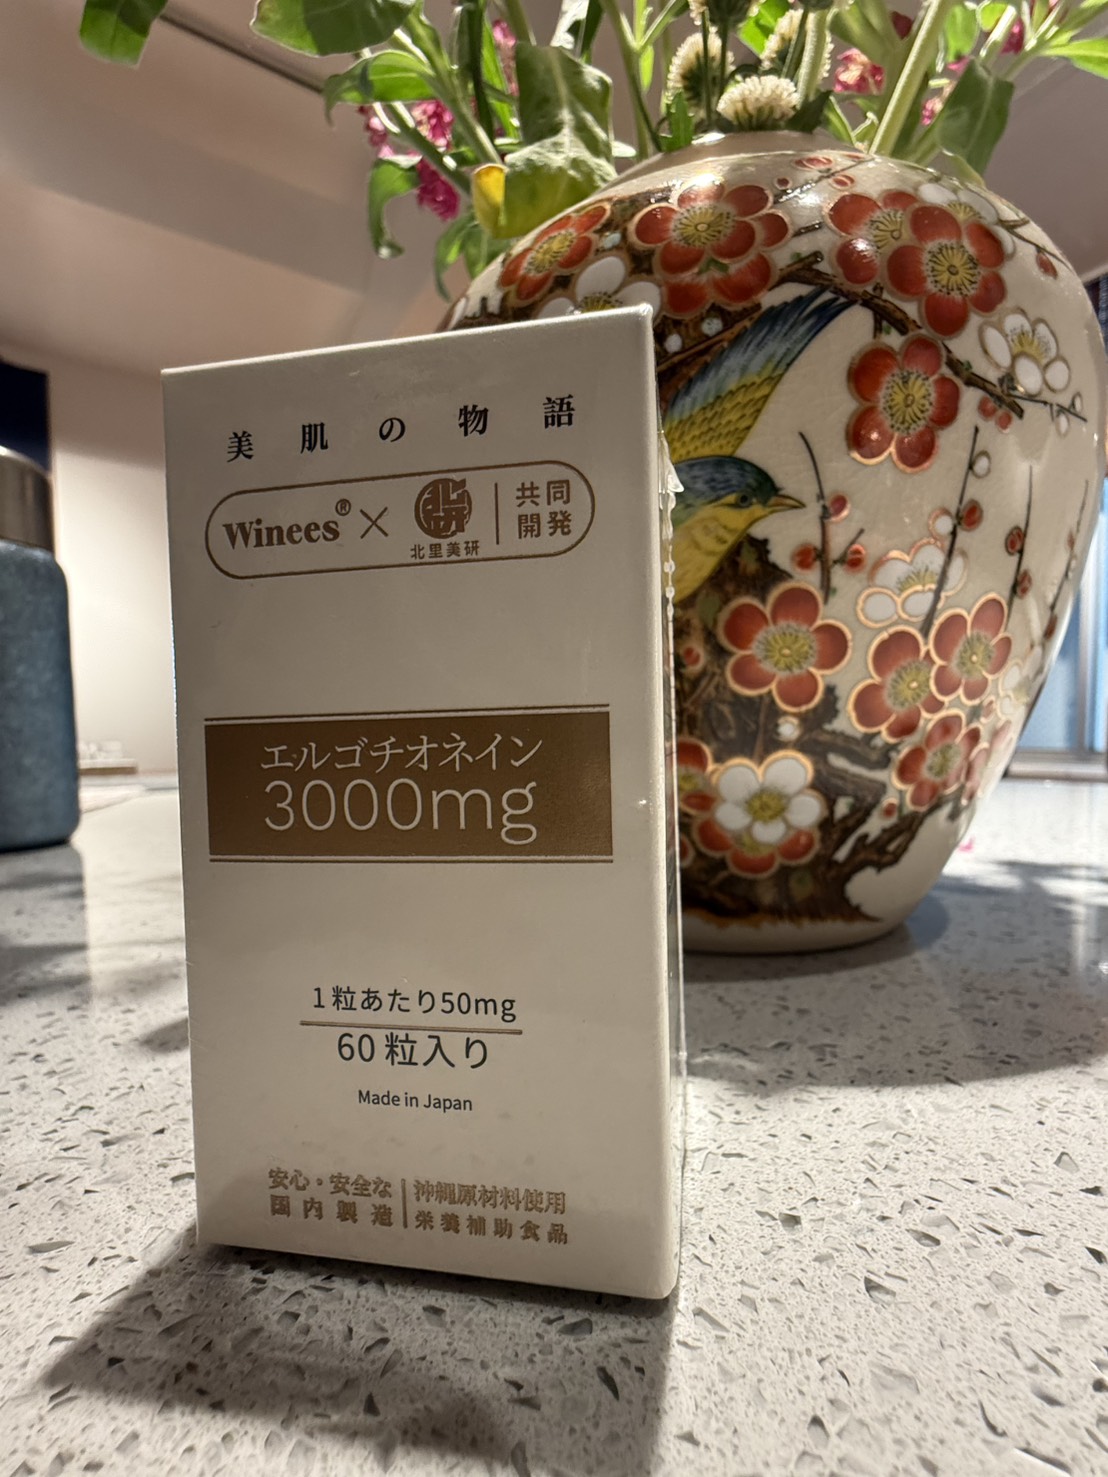 美肌の物語
Winees® × 北里美研 共同開発
エルゴチオネイン
3000mg
1粒あたり50mg
60粒入り
Made in Japan
安心・安全な国内製造
沖縄原材料使用
栄養補助食品